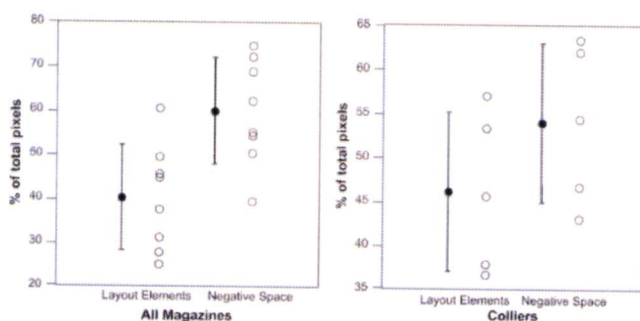 % of total pixels
80
70
60
50
40
30
20
Layout Elements Negative Space
All Magazines
% of total pixels
65
60
55
50
45
40
35
Layout Elements Negative Space
Colliers